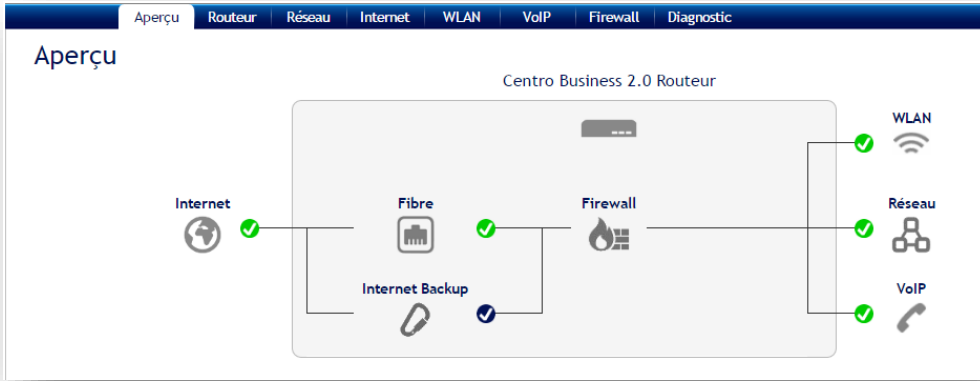 Aperçu Routeur Réseau Internet WLAN VoIP Firewall Diagnostic
Aperçu
Centro Business 2.0 Routeur
WLAN
Internet Fibre Firewall Réseau
Internet Backup VoIP